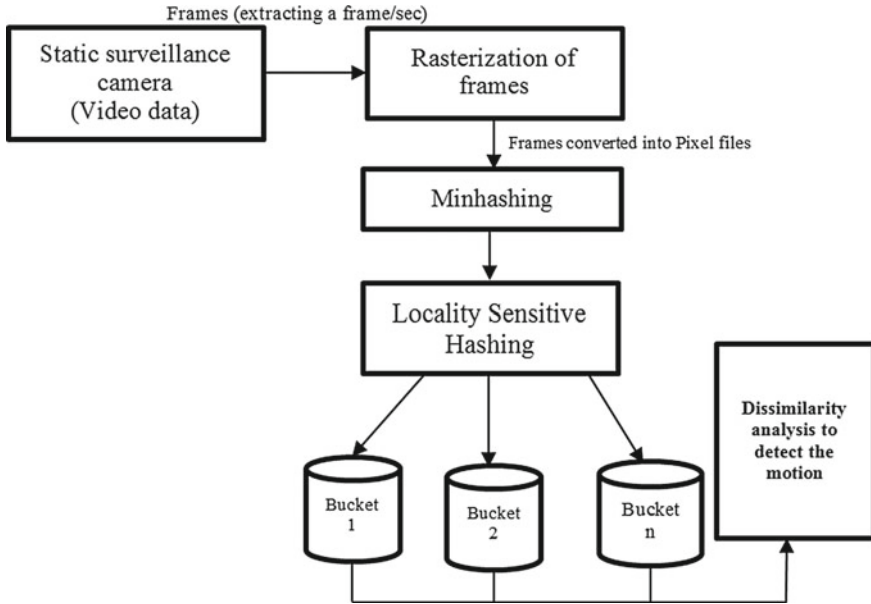 Frames (extracting a frame/sec)
Static surveillance
camera
(Video data)
Rasterization of
frames
Frames converted into Pixel files
Minhashing
Locality Sensitive
Hashing
Dissimilarity
analysis to
detect the
motion
Bucket
1
Bucket
2
Bucket
n